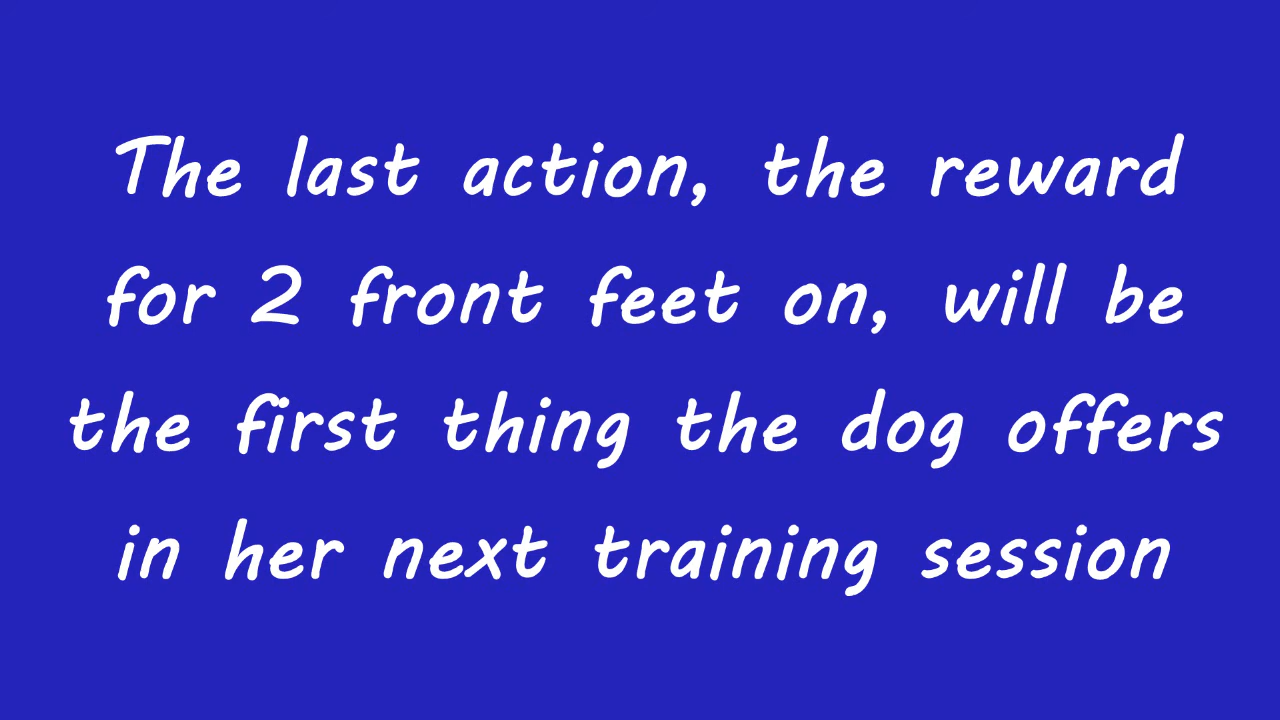 The last action, the reward
for 2 front feet on, will be
the first thing the dog offers
in her next training session